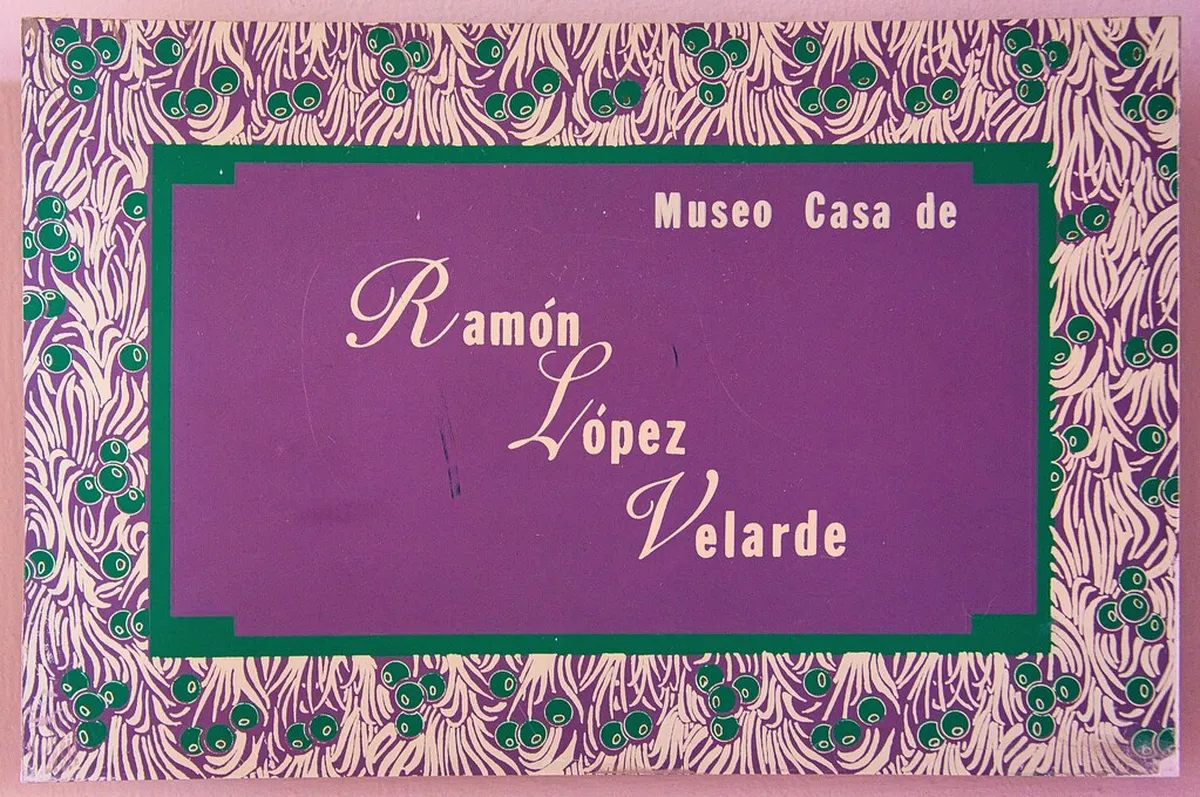 Museo Casa de
Ramón
López
Velarde